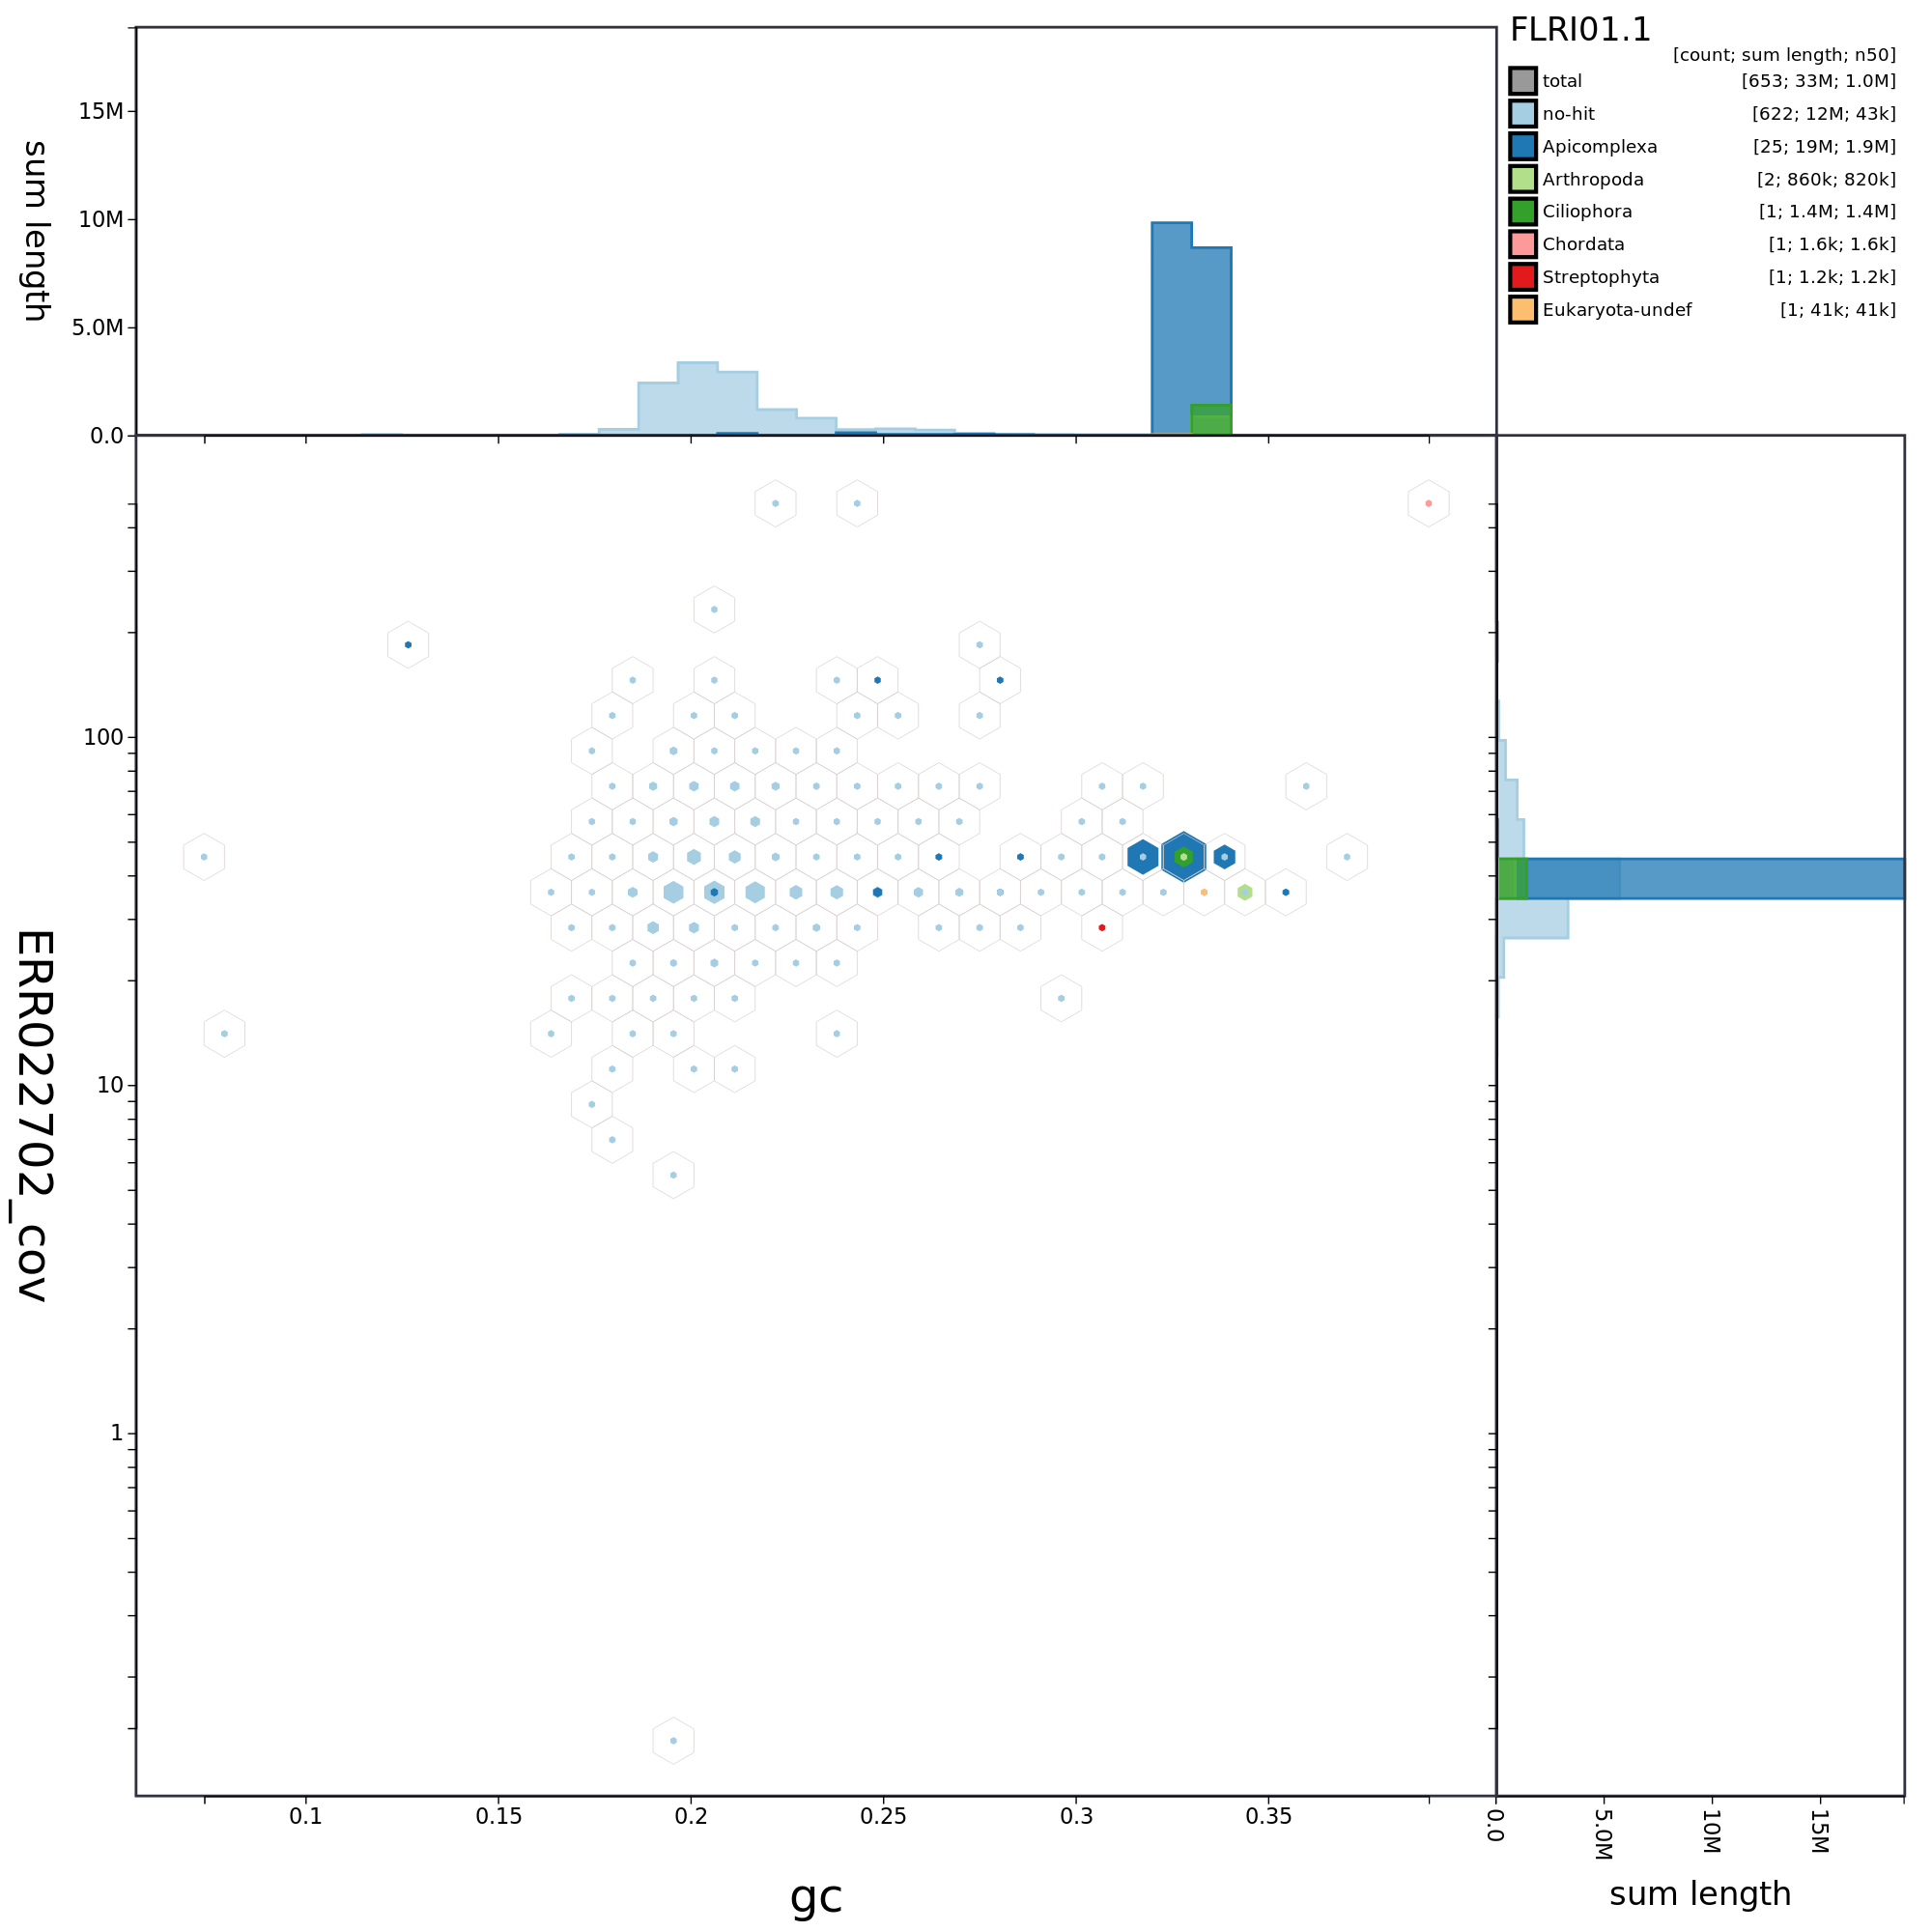 FLRI01.1
[count; sum length; n50]
total [653; 33M; 1.0M]
no-hit [622; 12M; 43k]
Apicomplexa [25; 19M; 1.9M]
Arthropoda [2; 860k; 820k]
Ciliophora [1; 1.4M; 1.4M]
Chordata [1; 1.6k; 1.6k]
Streptophyta [1; 1.2k; 1.2k]
Eukaryota-undef [1; 41k; 41k]
sum length
15M
10M
5.0M
0.0
ERR022702_cov
100
10
1
0.1 0.15 0.2 0.25 0.3 0.35
gc
0.0 5.0M 10M 15M
sum length